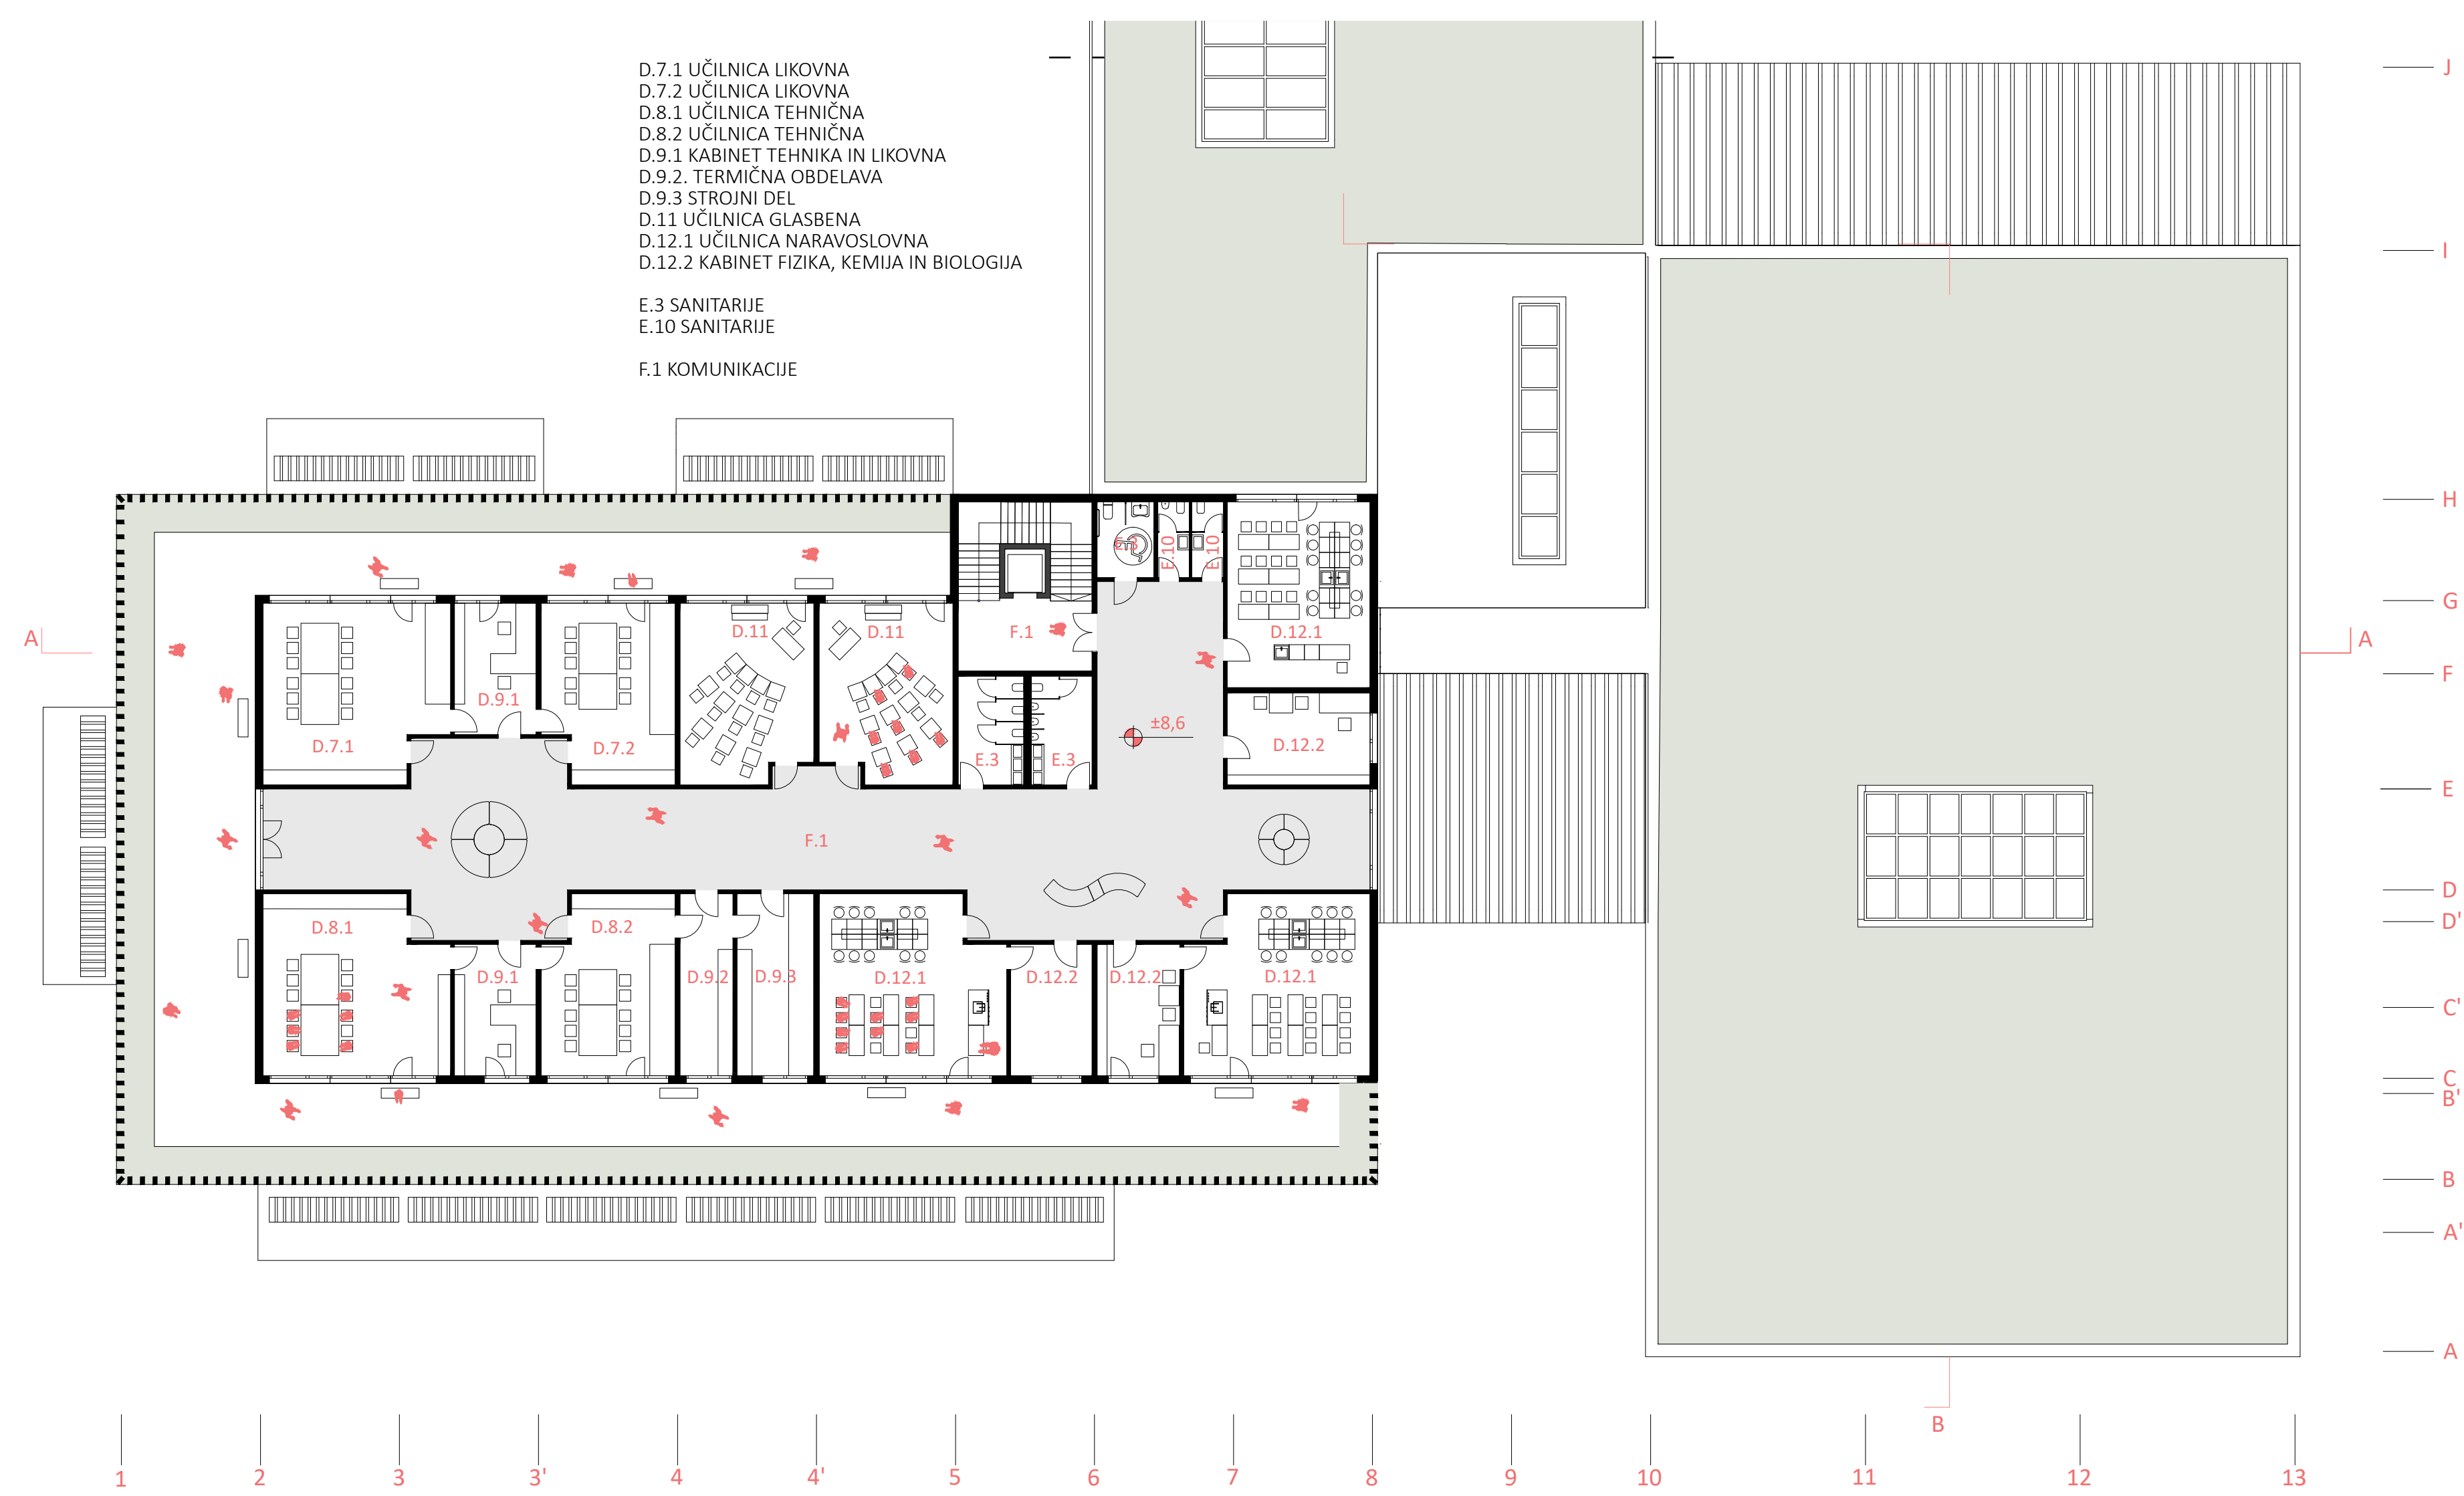 D.7.1 UČILNICA LIKOVNA
D.7.2 UČILNICA LIKOVNA
D.8.1 UČILNICA TEHNIČNA
D.8.2 UČILNICA TEHNIČNA
D.9.1 KABINET TEHNIKA IN LIKOVNA
D.9.2. TERMIČNA OBDELAVA
D.9.3 STROJNI DEL
D.11 UČILNICA GLASBENA
D.12.1 UČILNICA NARAVOSLOVNA
D.12.2 KABINET FIZIKA, KEMIJA IN BIOLOGIJA
E.3 SANITARIJE
E.10 SANITARIJE
F.1 KOMUNIKACIJE
J
I
H
G
F
E
D
D'
C'
C
B'
B
A'
A
A
A
E.3
E.10
E.10
D.11
D.11
F.1
D.12.1
D.9.1
D.7.1
D.7.2
±8,6
E.3
E.3
D.12.2
F.1
D.8.1
D.8.2
D.9.1
D.9.2
D.9.3
D.12.1
D.12.2
D.12.2
D.12.1
B
1
2
3
3'
4
4'
5
6
7
8
9
10
11
12
13